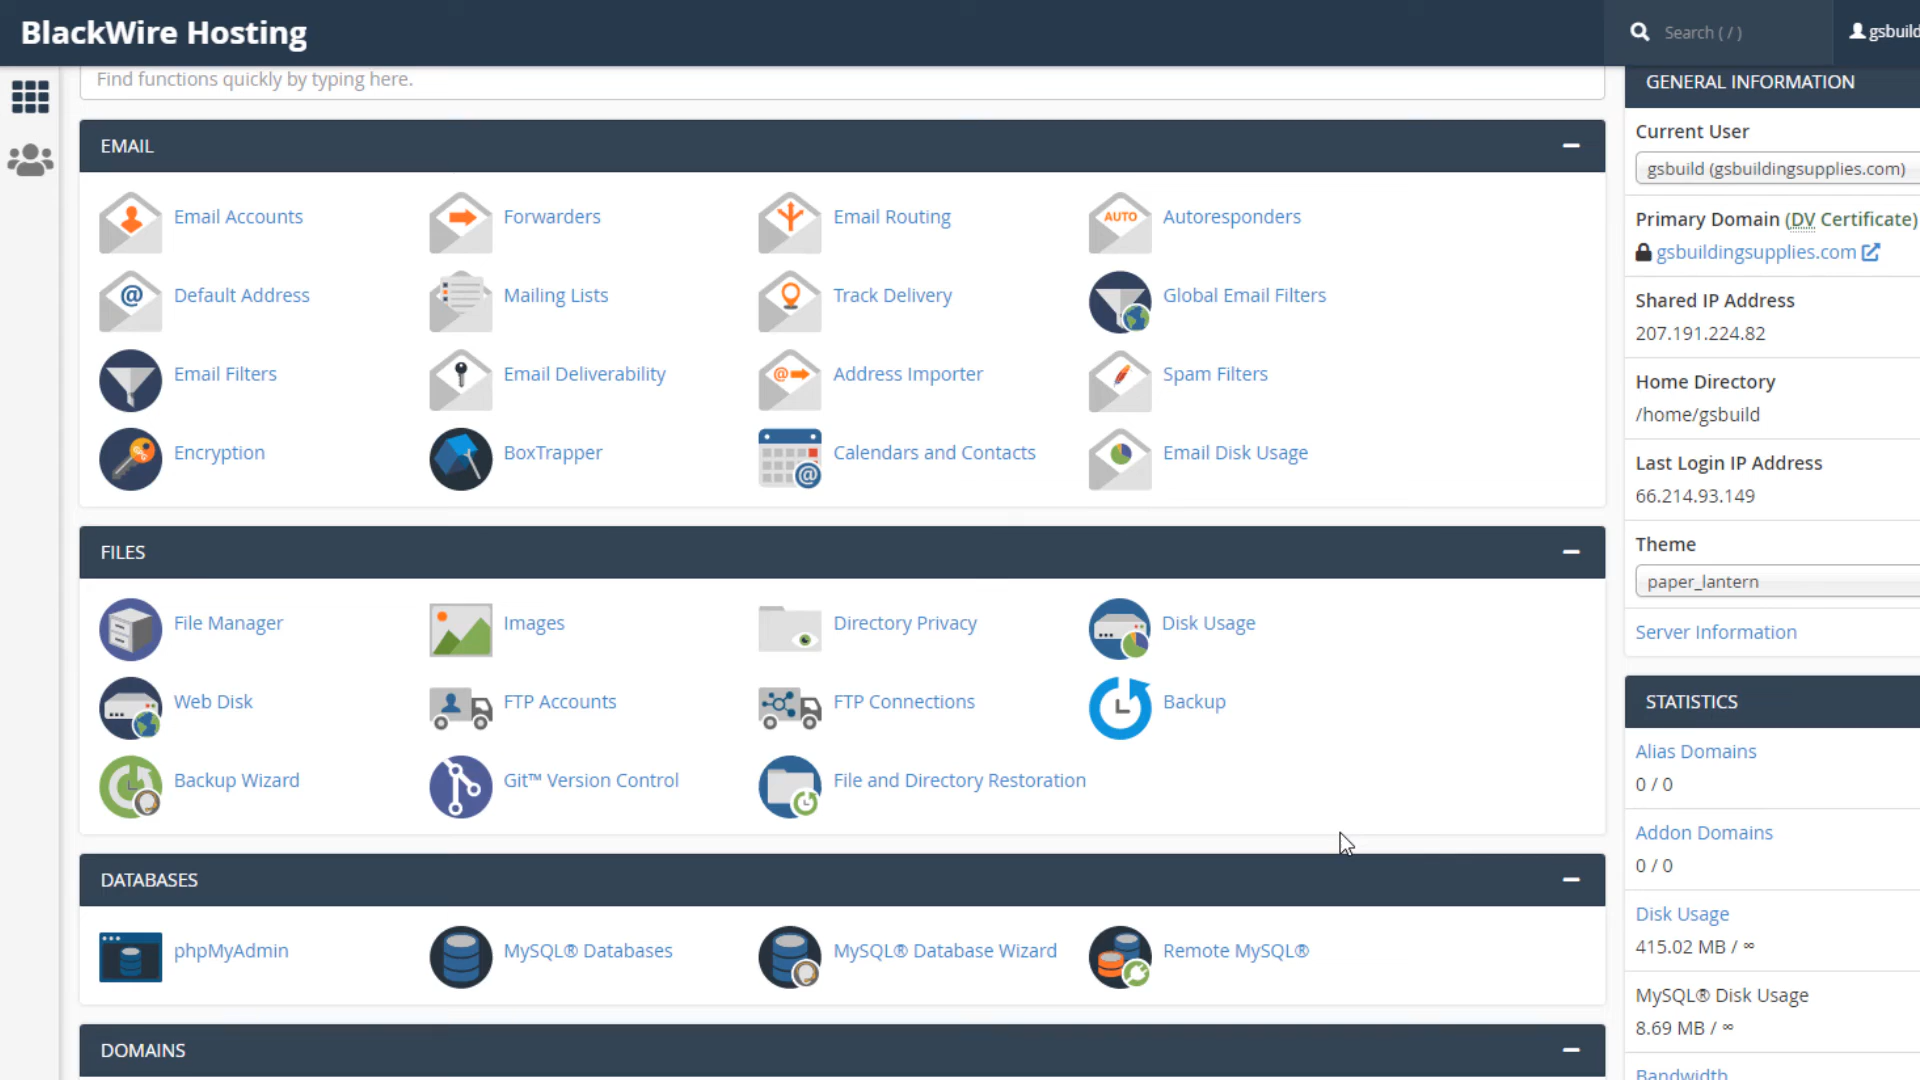 BlackWire Hosting
Search ( / )
gsbuild
Find functions quickly by typing here.
EMAIL
Email Accounts
Forwarders
Email Routing
AUTO
Autoresponders
Default Address
Mailing Lists
Track Delivery
Global Email Filters
Email Filters
Email Deliverability
Address Importer
Spam Filters
Encryption
BoxTrapper
Calendars and Contacts
Email Disk Usage
FILES
File Manager
Images
Directory Privacy
Disk Usage
Web Disk
FTP Accounts
FTP Connections
Backup
Backup Wizard
Git™ Version Control
File and Directory Restoration
DATABASES
phpMyAdmin
MySQL® Databases
MySQL® Database Wizard
Remote MySQL®
DOMAINS
GENERAL INFORMATION
Current User
gsbuild (gsbuildingsupplies.com)
Primary Domain (DV Certificate)
gsbuildingsupplies.com
Shared IP Address
207.191.224.82
Home Directory
/home/gsbuild
Last Login IP Address
66.214.93.149
Theme
paper_lantern
Server Information
STATISTICS
Alias Domains
0 / 0
Addon Domains
0 / 0
Disk Usage
415.02 MB / ∞
MySQL® Disk Usage
8.69 MB / ∞
Bandwidth